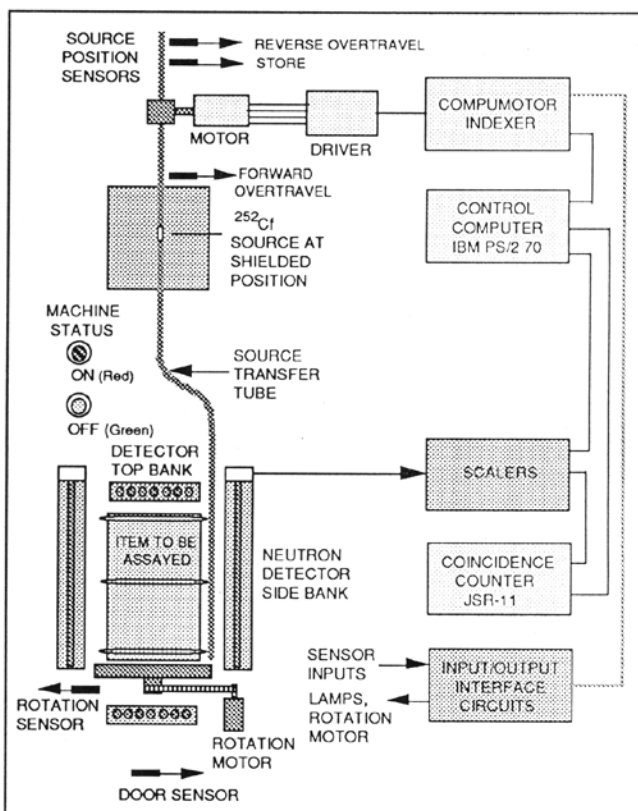 SOURCE
POSITION
SENSORS
REVERSE OVERTRAVEL
STORE
MOTOR
DRIVER
COMPUMOTOR
INDEXER
FORWARD
OVERTRAVEL
252Cf
SOURCE AT
SHIELDED
POSITION
CONTROL
COMPUTER
IBM PS/2 70
MACHINE
STATUS
ON (Red)
OFF (Green)
SOURCE
TRANSFER
TUBE
DETECTOR
TOP BANK
SCALERS
ITEM TO BE
ASSAYED
NEUTRON
DETECTOR
SIDE BANK
COINCIDENCE
COUNTER
JSR-11
SENSOR
INPUTS
LAMPS,
ROTATION
MOTOR
INPUT/OUTPUT
INTERFACE
CIRCUITS
ROTATION
SENSOR
ROTATION
MOTOR
DOOR SENSOR